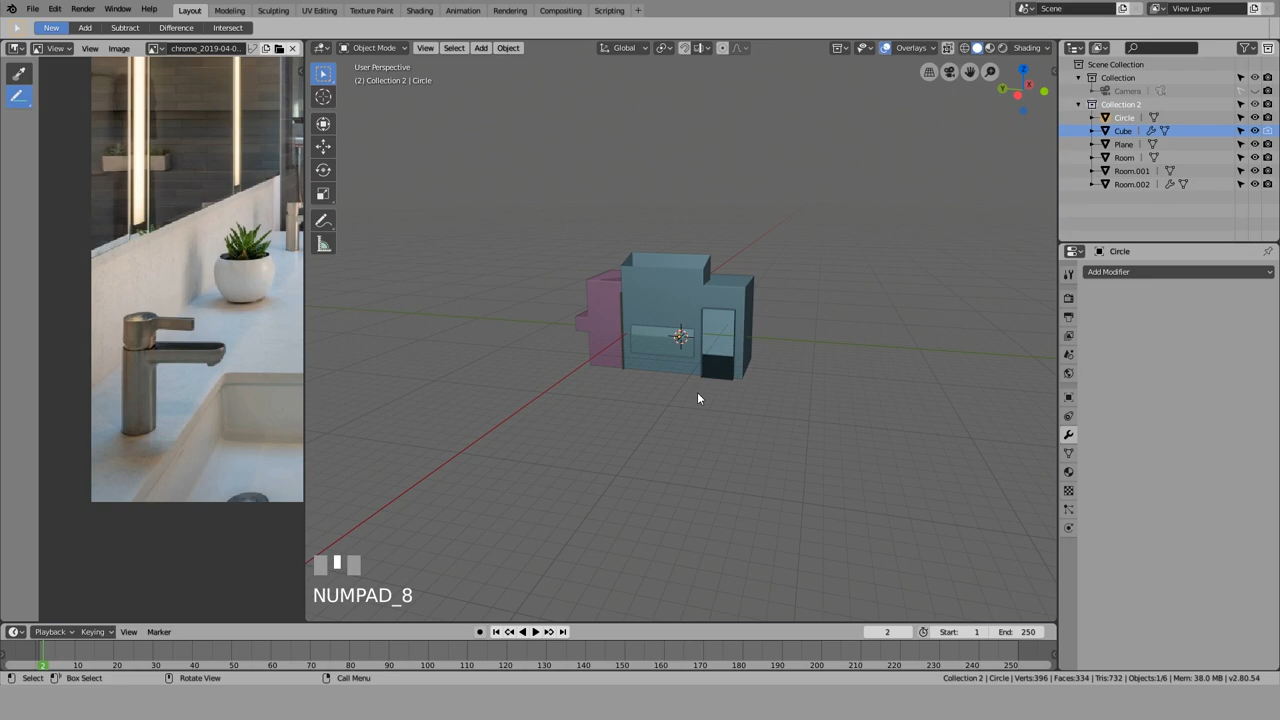 File Edit Render Window Help Layout Modeling Sculpting UV Editing Texture Paint Shading Animation Rendering Compositing Scripting + Scene View Layer
New Add Subtract Difference Intersect
View View Image chrome_2019-04-0... Object Mode View Select Add Object Global Overlays Shading
User Perspective
(2) Collection 2 | Circle
Scene Collection
Collection
Camera
Collection 2
Circle
Cube
Plane
Room
Room.001
Room.002
Circle
Add Modifier
X
Y
Z
NUMPAD_8
Playback Keying View Marker 2 Start: 1 End: 250
2 10 20 30 40 50 60 70 80 90 100 110 120 130 140 150 160 170 180 190 200 210 220 230 240 250
Select Box Select Rotate View Call Menu Collection 2 | Circle | Verts:396 | Faces:334 | Tris:732 | Objects:1/6 | Mem: 38.0 MB | v2.80.54